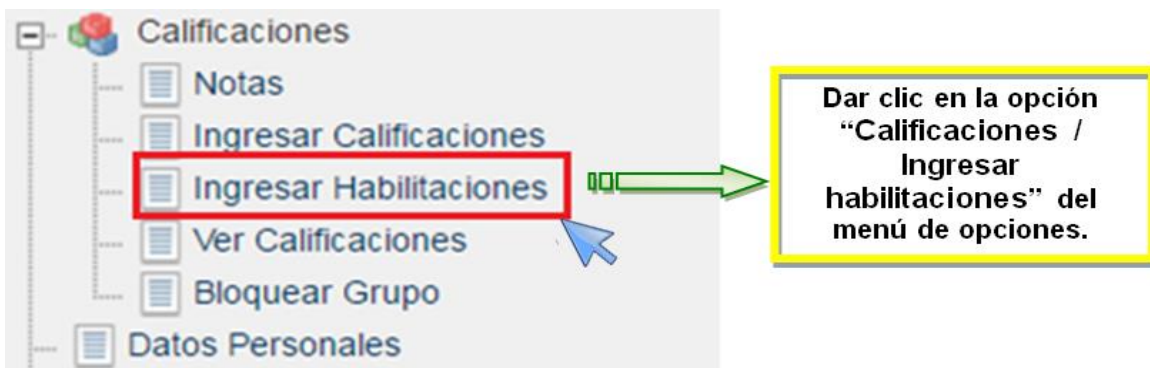 Calificaciones
Notas
Ingresar Calificaciones
Ingresar Habilitaciones
Ver Calificaciones
Bloquear Grupo
Datos Personales
Dar clic en la opción
“Calificaciones /
Ingresar
habilitaciones” del
menú de opciones.